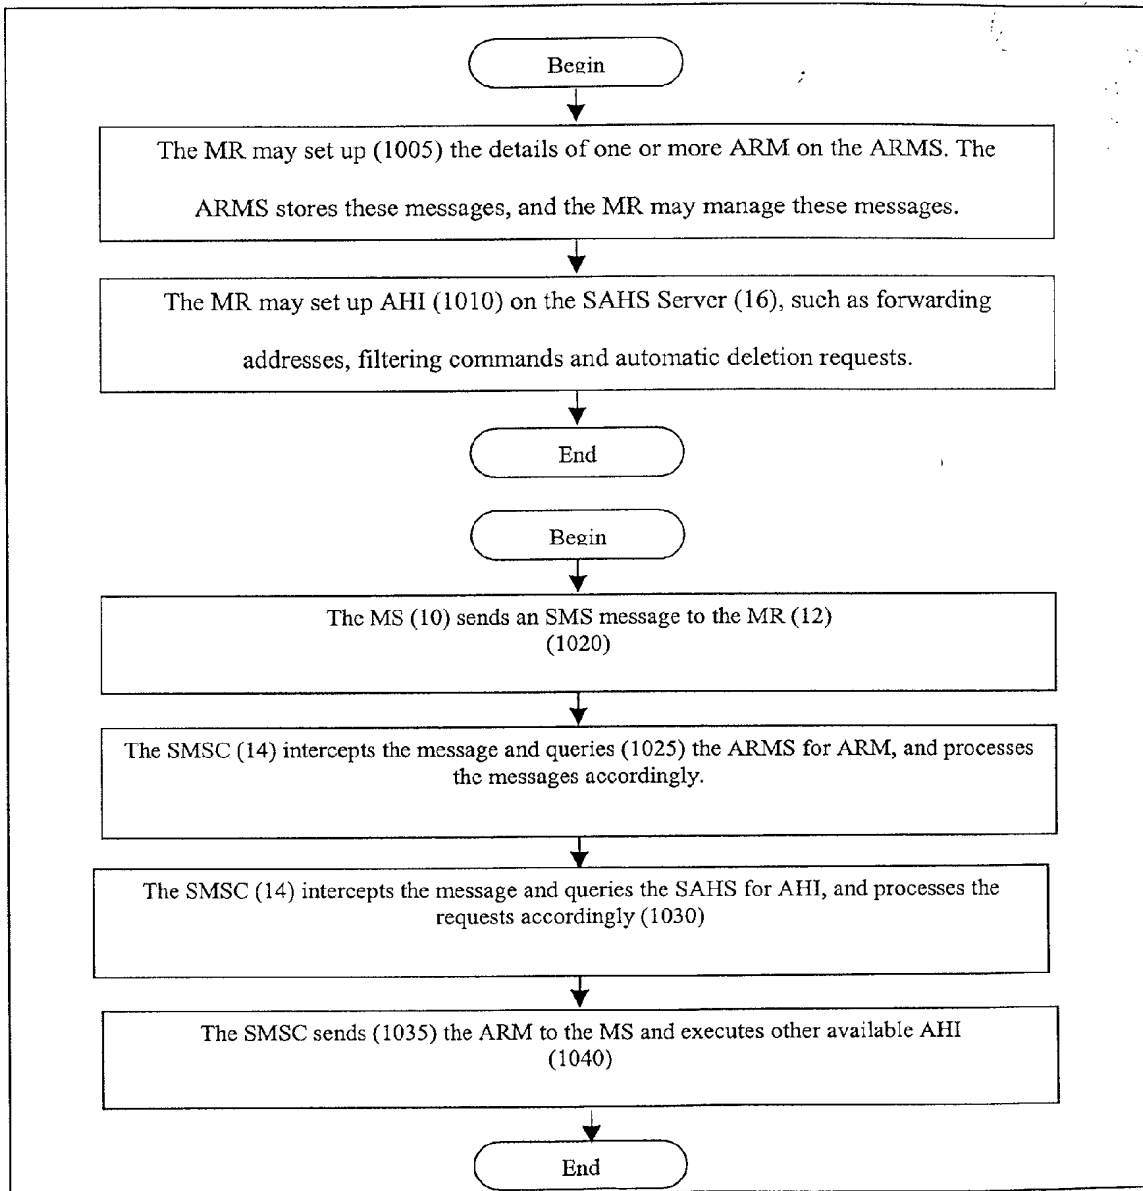 Begin
The MR may set up (1005) the details of one or more ARM on the ARMS. The
ARMS stores these messages, and the MR may manage these messages.
The MR may set up AHI (1010) on the SAHS Server (16), such as forwarding
addresses, filtering commands and automatic deletion requests.
End
Begin
The MS (10) sends an SMS message to the MR (12)
(1020)
The SMSC (14) intercepts the message and queries (1025) the ARMS for ARM, and processes
the messages accordingly.
The SMSC (14) intercepts the message and queries the SAHS for AHI, and processes the
requests accordingly (1030)
The SMSC sends (1035) the ARM to the MS and executes other available AHI
(1040)
End